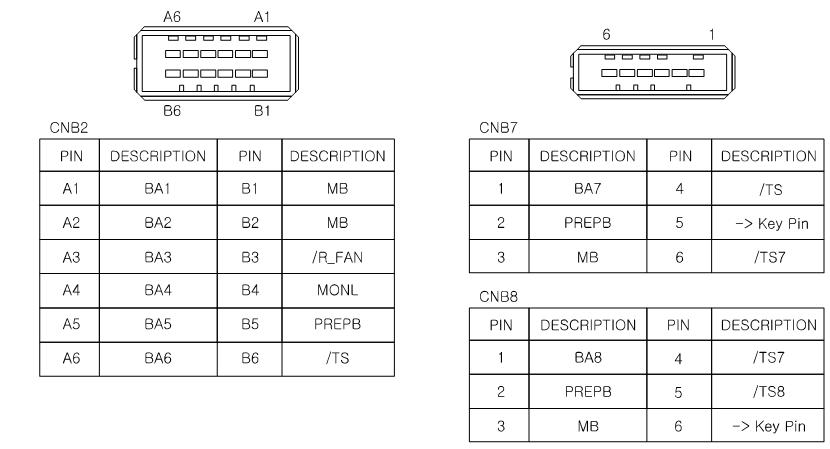 A6 A1
B6 B1
CNB2
PIN DESCRIPTION PIN DESCRIPTION
A1 BA1 B1 MB
A2 BA2 B2 MB
A3 BA3 B3 /R_FAN
A4 BA4 B4 MONL
A5 BA5 B5 PREPB
A6 BA6 B6 /TS
6 1
CNB7
PIN DESCRIPTION PIN DESCRIPTION
1 BA7 4 /TS
2 PREPB 5 -> Key Pin
3 MB 6 /TS7
CNB8
PIN DESCRIPTION PIN DESCRIPTION
1 BA8 4 /TS7
2 PREPB 5 /TS8
3 MB 6 -> Key Pin